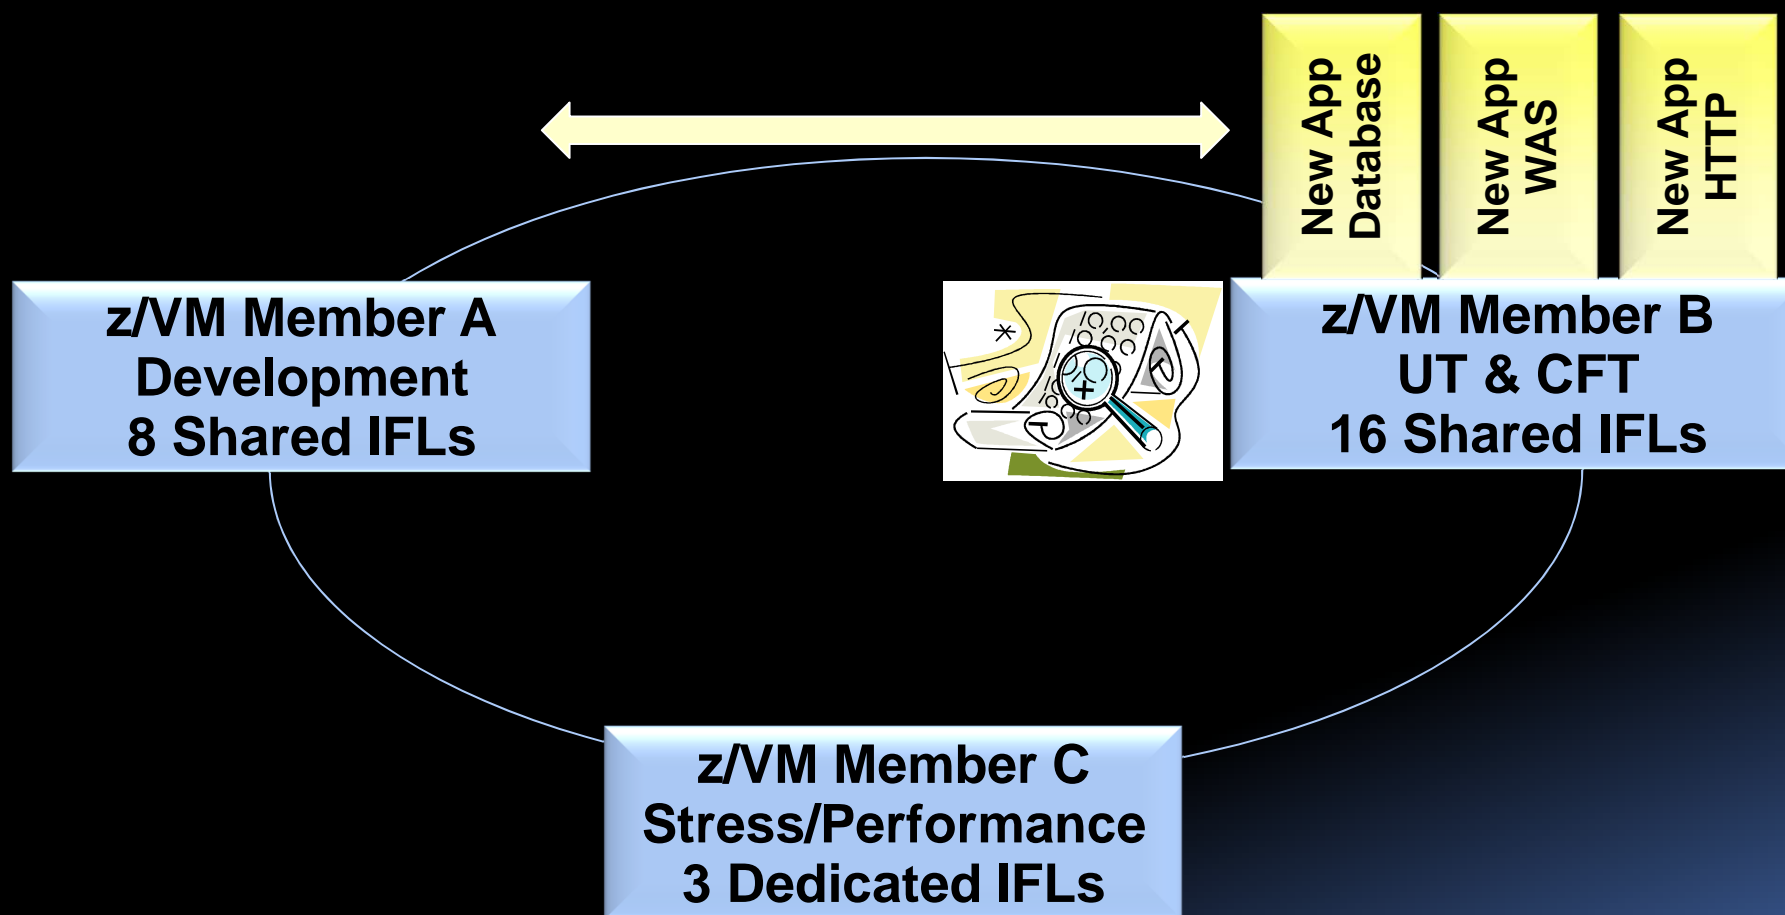 New App
Database
New App
WAS
New App
HTTP
z/VM Member A
Development
8 Shared IFLs
z/VM Member B
UT & CFT
16 Shared IFLs
z/VM Member C
Stress/Performance
3 Dedicated IFLs